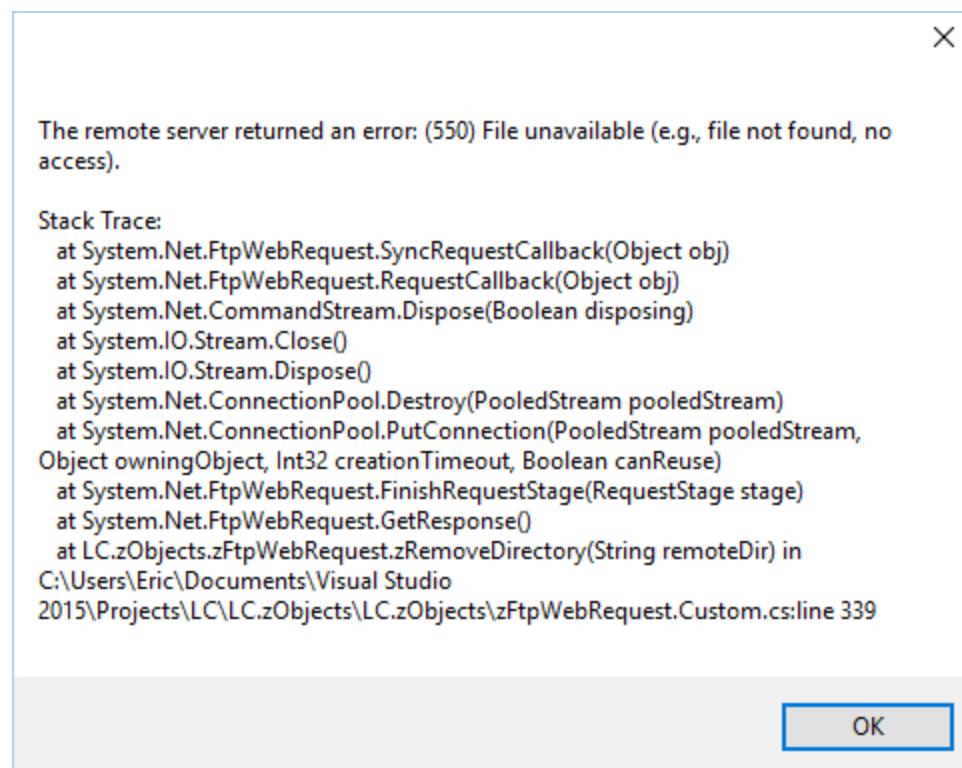 The remote server returned an error: (550) File unavailable (e.g., file not found, no
access).
Stack Trace:
at System.Net.FtpWebRequest.SyncRequestCallback(Object obj)
at System.Net.FtpWebRequest.RequestCallback(Object obj)
at System.Net.CommandStream.Dispose(Boolean disposing)
at System.IO.Stream.Close()
at System.IO.Stream.Dispose()
at System.Net.ConnectionPool.Destroy(PooledStream pooledStream)
at System.Net.ConnectionPool.PutConnection(PooledStream pooledStream,
Object owningObject, Int32 creationTimeout, Boolean canReuse)
at System.Net.FtpWebRequest.FinishRequestStage(RequestStage stage)
at System.Net.FtpWebRequest.GetResponse()
at LC.zObjects.zFtpWebRequest.zRemoveDirectory(String remoteDir) in
C:\Users\Eric\Documents\Visual Studio
2015\Projects\LC\LC.zObjects\LC.zObjects\zFtpWebRequest.Custom.cs:line 339
OK